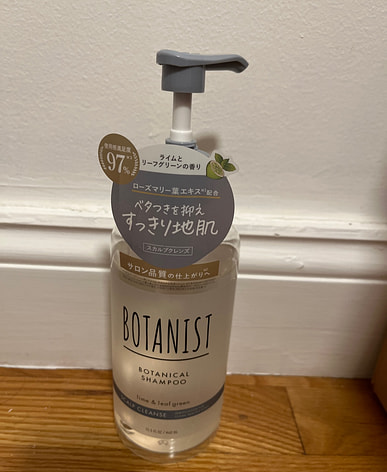 97%
ライムと
リーフグリーンの香り
ローズマリー葉エキス配合
ベタつきを抑え
すっきり地肌
スカルプクレンズ
サロン品質の仕上がりへ
BOTANIST
BOTANICAL
SHAMPOO
lime & leaf green
SCALP CLEANSE